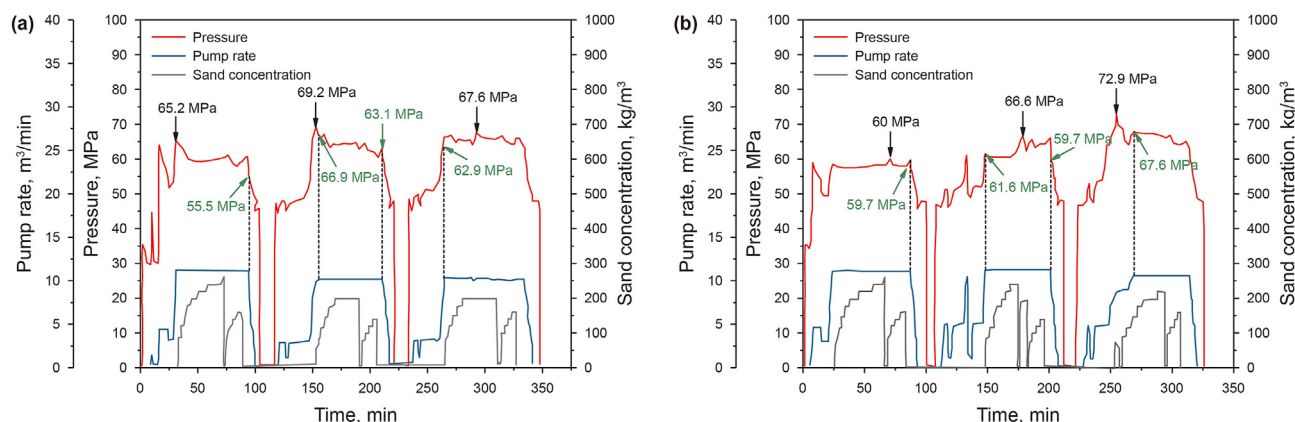 (a)
Pump rate, m³/min
40
35
30
25
20
15
10
5
0
Pressure, MPa
100
90
80
70
60
50
40
30
20
10
0
Pressure
Pump rate
Sand concentration
65.2 MPa
69.2 MPa
67.6 MPa
63.1 MPa
55.5 MPa
66.9 MPa
62.9 MPa
0 50 100 150 200 250 300 350
Time, min
1000
900
800
700
600
500
400
300
200
100
0
Sand concentration, kg/m³
(b)
Pump rate, m³/min
40
35
30
25
20
15
10
5
0
Pressure, MPa
100
90
80
70
60
50
40
30
20
10
0
Pressure
Pump rate
Sand concentration
60 MPa
66.6 MPa
72.9 MPa
59.7 MPa
59.7 MPa
61.6 MPa
67.6 MPa
0 50 100 150 200 250 300 350
Time, min
1000
900
800
700
600
500
400
300
200
100
0
Sand concentration, kg/m³